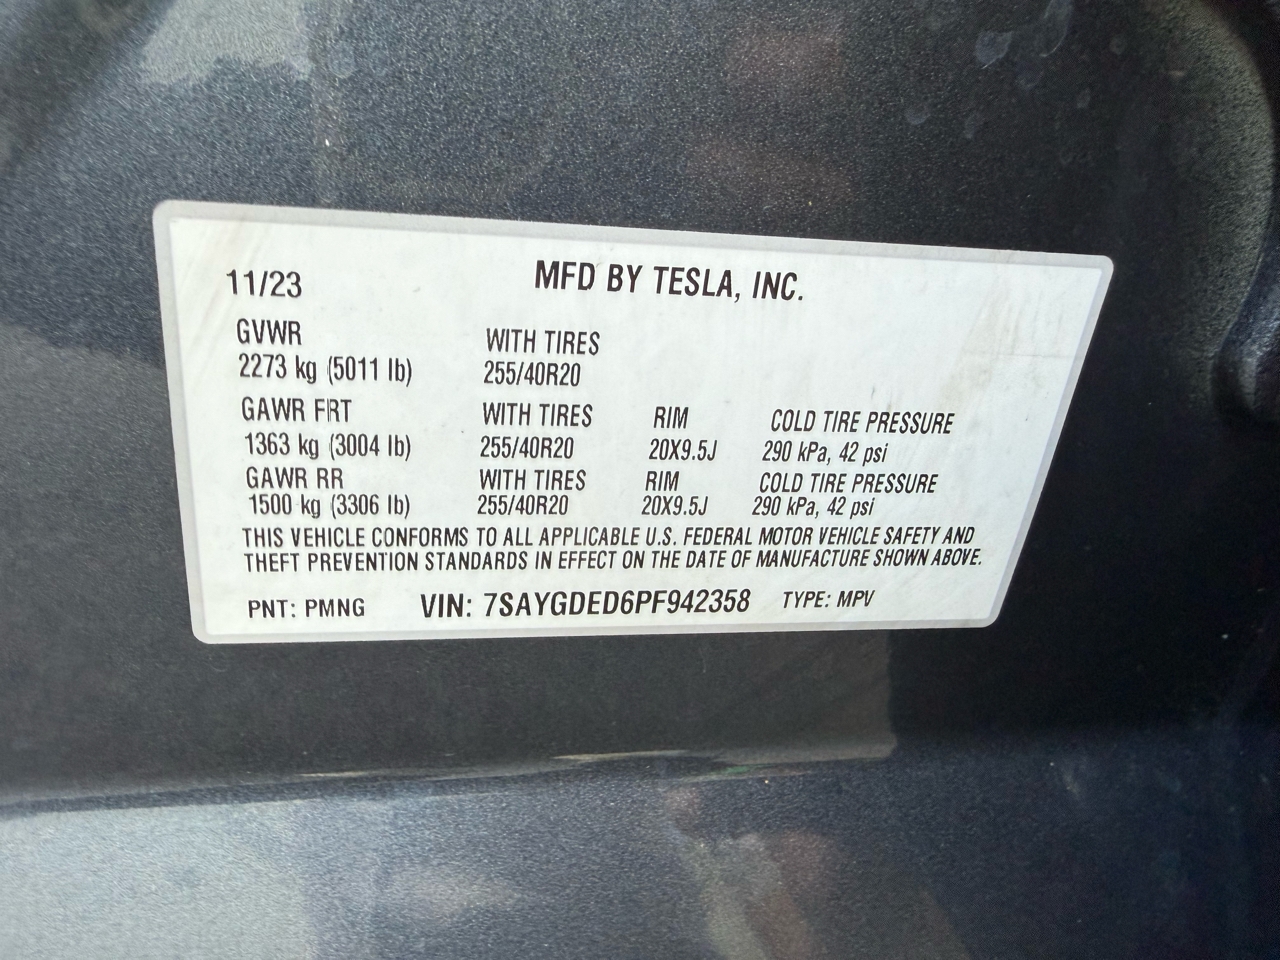 11/23 MFD BY TESLA, INC.
GVWR WITH TIRES
2273 kg (5011 lb) 255/40R20
GAWR FRT WITH TIRES RIM COLD TIRE PRESSURE
1363 kg (3004 lb) 255/40R20 20X9.5J 290 kPa, 42 psi
GAWR RR WITH TIRES RIM COLD TIRE PRESSURE
1500 kg (3306 lb) 255/40R20 20X9.5J 290 kPa, 42 psi
THIS VEHICLE CONFORMS TO ALL APPLICABLE U.S. FEDERAL MOTOR VEHICLE SAFETY AND
THEFT PREVENTION STANDARDS IN EFFECT ON THE DATE OF MANUFACTURE SHOWN ABOVE.
PNT: PMNG VIN: 7SAYGDED6PF942358 TYPE: MPV